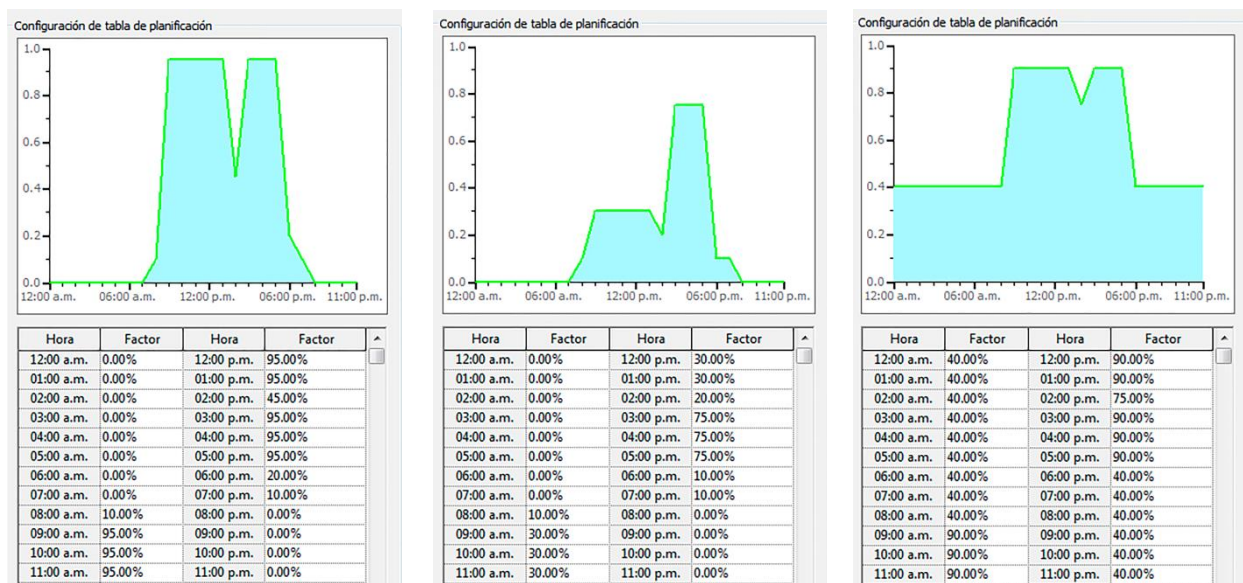 Configuración de tabla de planificación
1.0
0.8
0.6
0.4
0.2
0.0
12:00 a.m. 06:00 a.m. 12:00 p.m. 06:00 p.m. 11:00 p.m.
Hora Factor Hora Factor
12:00 a.m. 0.00% 12:00 p.m. 95.00%
01:00 a.m. 0.00% 01:00 p.m. 95.00%
02:00 a.m. 0.00% 02:00 p.m. 45.00%
03:00 a.m. 0.00% 03:00 p.m. 95.00%
04:00 a.m. 0.00% 04:00 p.m. 95.00%
05:00 a.m. 0.00% 05:00 p.m. 95.00%
06:00 a.m. 0.00% 06:00 p.m. 20.00%
07:00 a.m. 0.00% 07:00 p.m. 10.00%
08:00 a.m. 10.00% 08:00 p.m. 0.00%
09:00 a.m. 95.00% 09:00 p.m. 0.00%
10:00 a.m. 95.00% 10:00 p.m. 0.00%
11:00 a.m. 95.00% 11:00 p.m. 0.00%
Configuración de tabla de planificación
1.0
0.8
0.6
0.4
0.2
0.0
12:00 a.m. 06:00 a.m. 12:00 p.m. 06:00 p.m. 11:00 p.m.
Hora Factor Hora Factor
12:00 a.m. 0.00% 12:00 p.m. 30.00%
01:00 a.m. 0.00% 01:00 p.m. 30.00%
02:00 a.m. 0.00% 02:00 p.m. 20.00%
03:00 a.m. 0.00% 03:00 p.m. 75.00%
04:00 a.m. 0.00% 04:00 p.m. 75.00%
05:00 a.m. 0.00% 05:00 p.m. 75.00%
06:00 a.m. 0.00% 06:00 p.m. 10.00%
07:00 a.m. 0.00% 07:00 p.m. 10.00%
08:00 a.m. 10.00% 08:00 p.m. 0.00%
09:00 a.m. 30.00% 09:00 p.m. 0.00%
10:00 a.m. 30.00% 10:00 p.m. 0.00%
11:00 a.m. 30.00% 11:00 p.m. 0.00%
Configuración de tabla de planificación
1.0
0.8
0.6
0.4
0.2
0.0
12:00 a.m. 06:00 a.m. 12:00 p.m. 06:00 p.m. 11:00 p.m.
Hora Factor Hora Factor
12:00 a.m. 40.00% 12:00 p.m. 90.00%
01:00 a.m. 40.00% 01:00 p.m. 90.00%
02:00 a.m. 40.00% 02:00 p.m. 75.00%
03:00 a.m. 40.00% 03:00 p.m. 90.00%
04:00 a.m. 40.00% 04:00 p.m. 90.00%
05:00 a.m. 40.00% 05:00 p.m. 90.00%
06:00 a.m. 40.00% 06:00 p.m. 40.00%
07:00 a.m. 40.00% 07:00 p.m. 40.00%
08:00 a.m. 40.00% 08:00 p.m. 40.00%
09:00 a.m. 90.00% 09:00 p.m. 40.00%
10:00 a.m. 90.00% 10:00 p.m. 40.00%
11:00 a.m. 90.00% 11:00 p.m. 40.00%